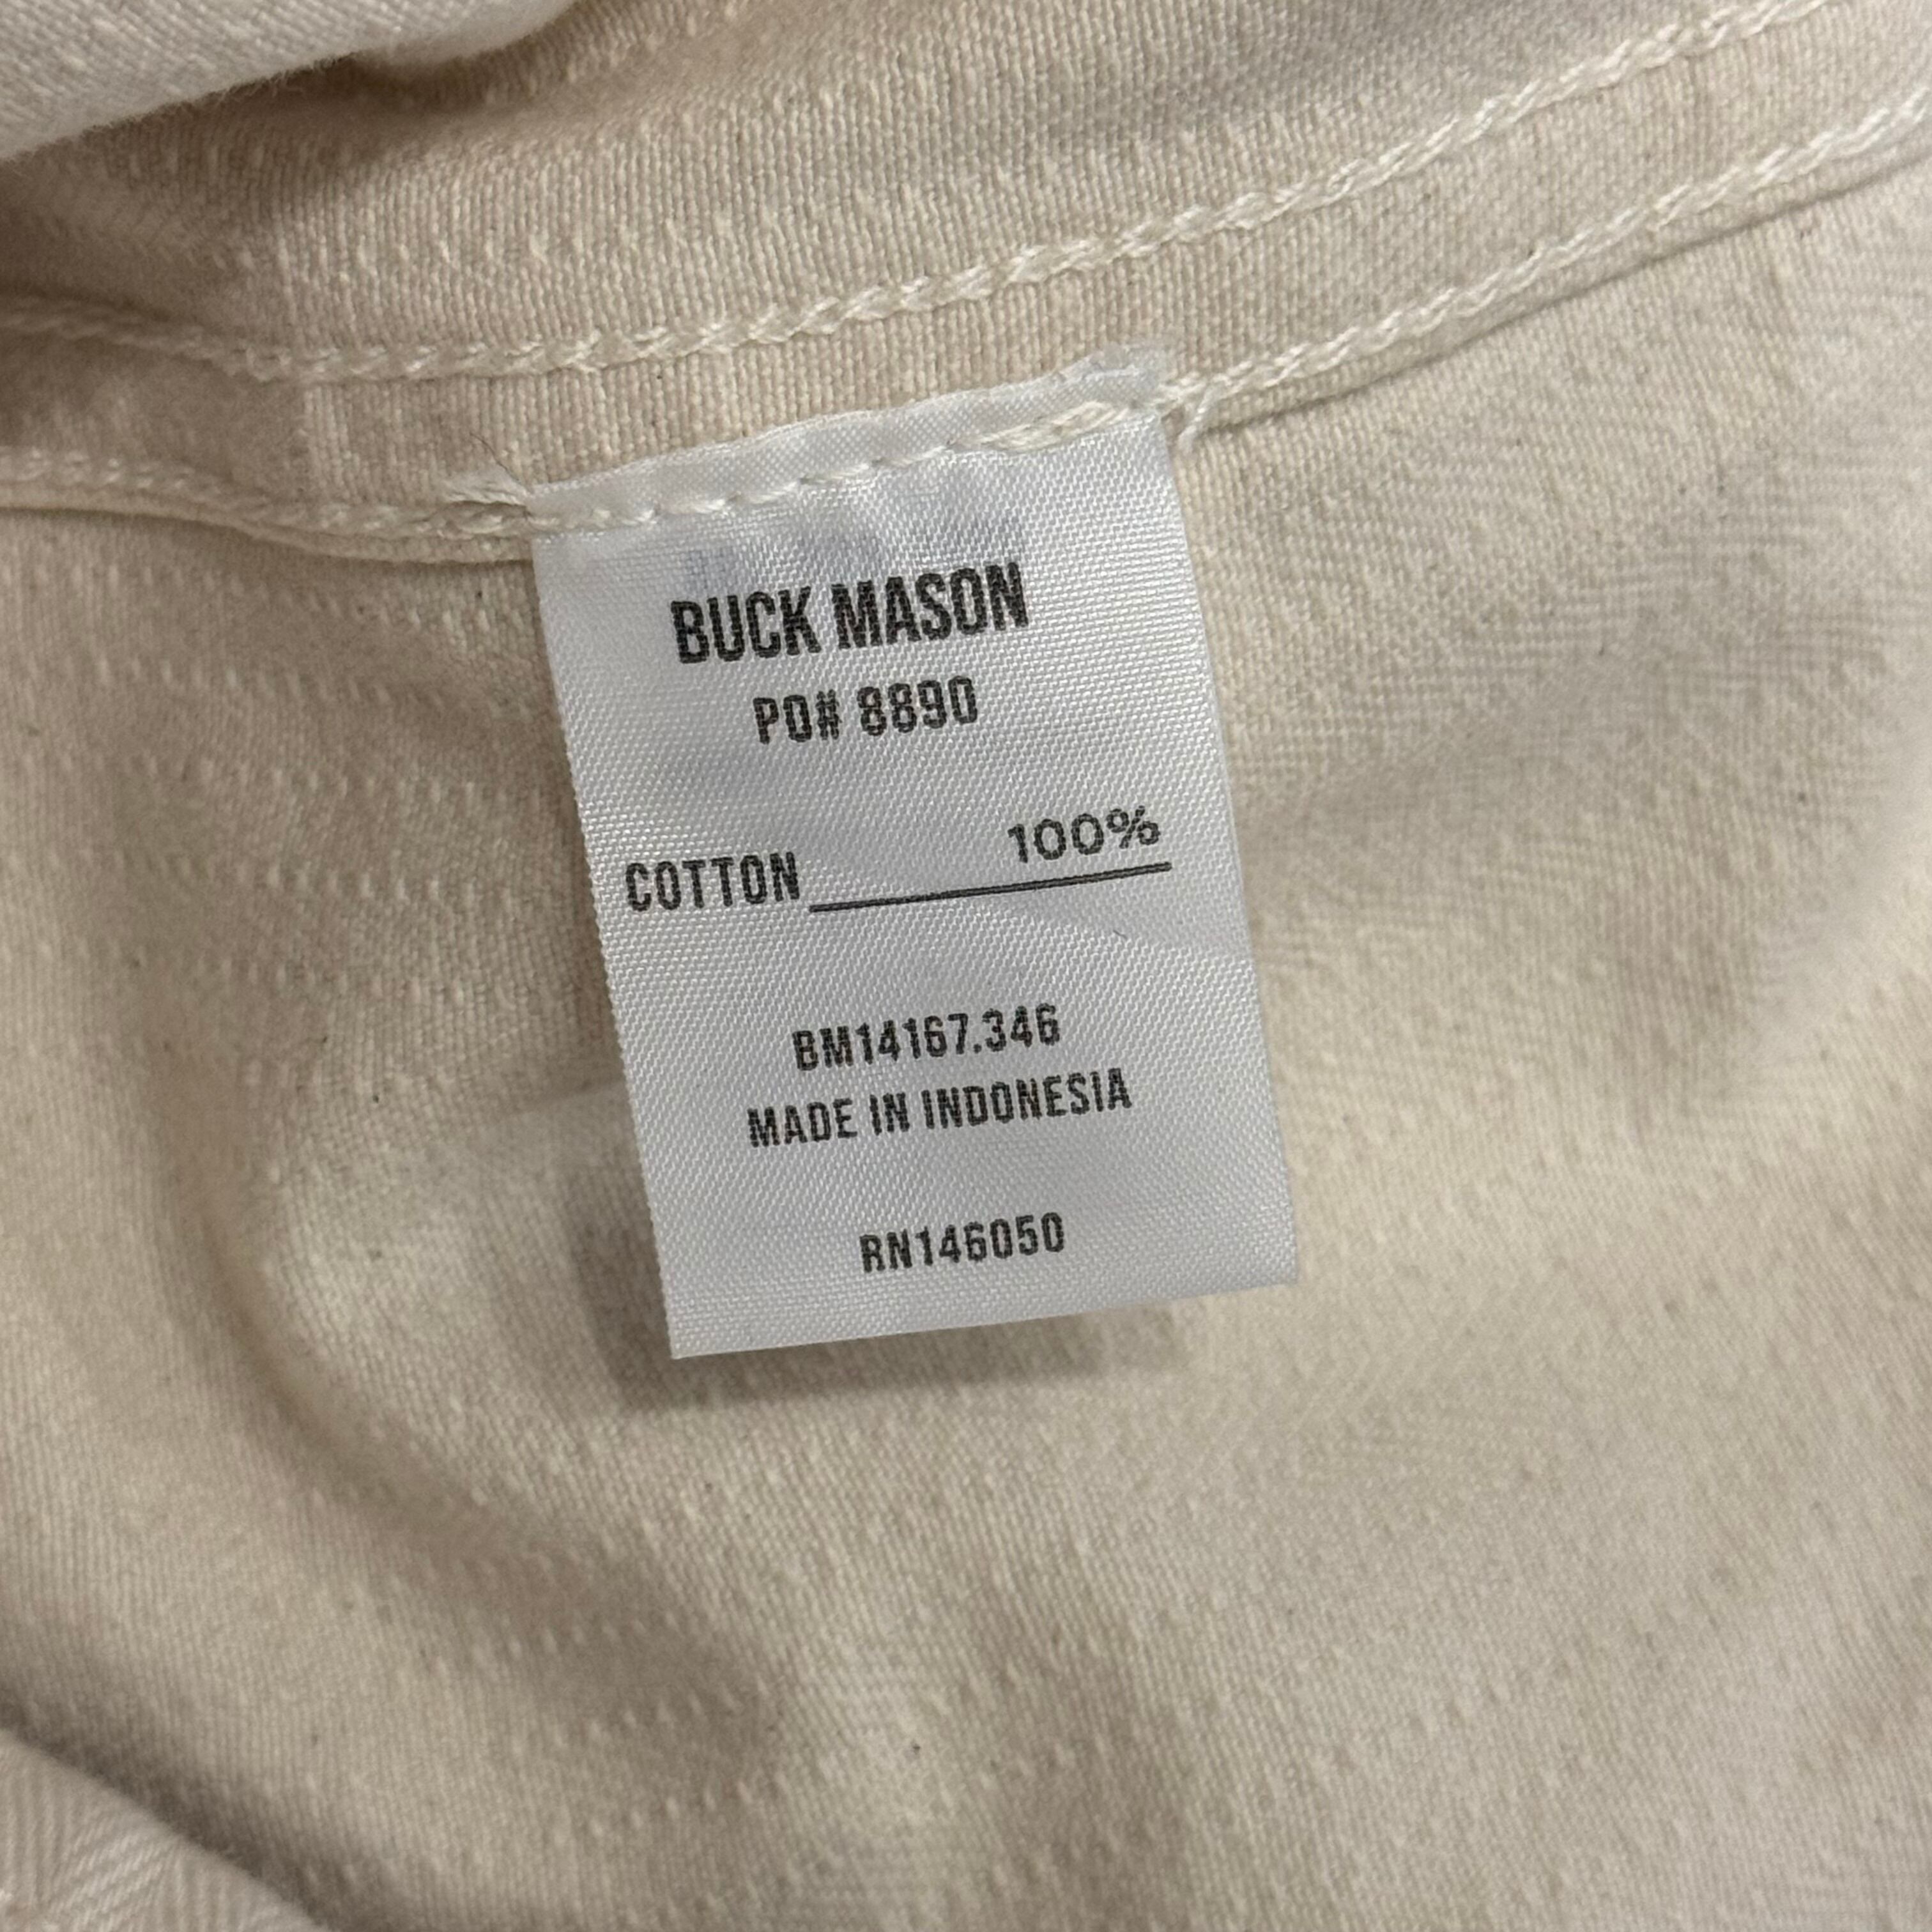 BUCK MASON
PO# 8890
COTTON 100%
BM14167.346
MADE IN INDONESIA
RN146050